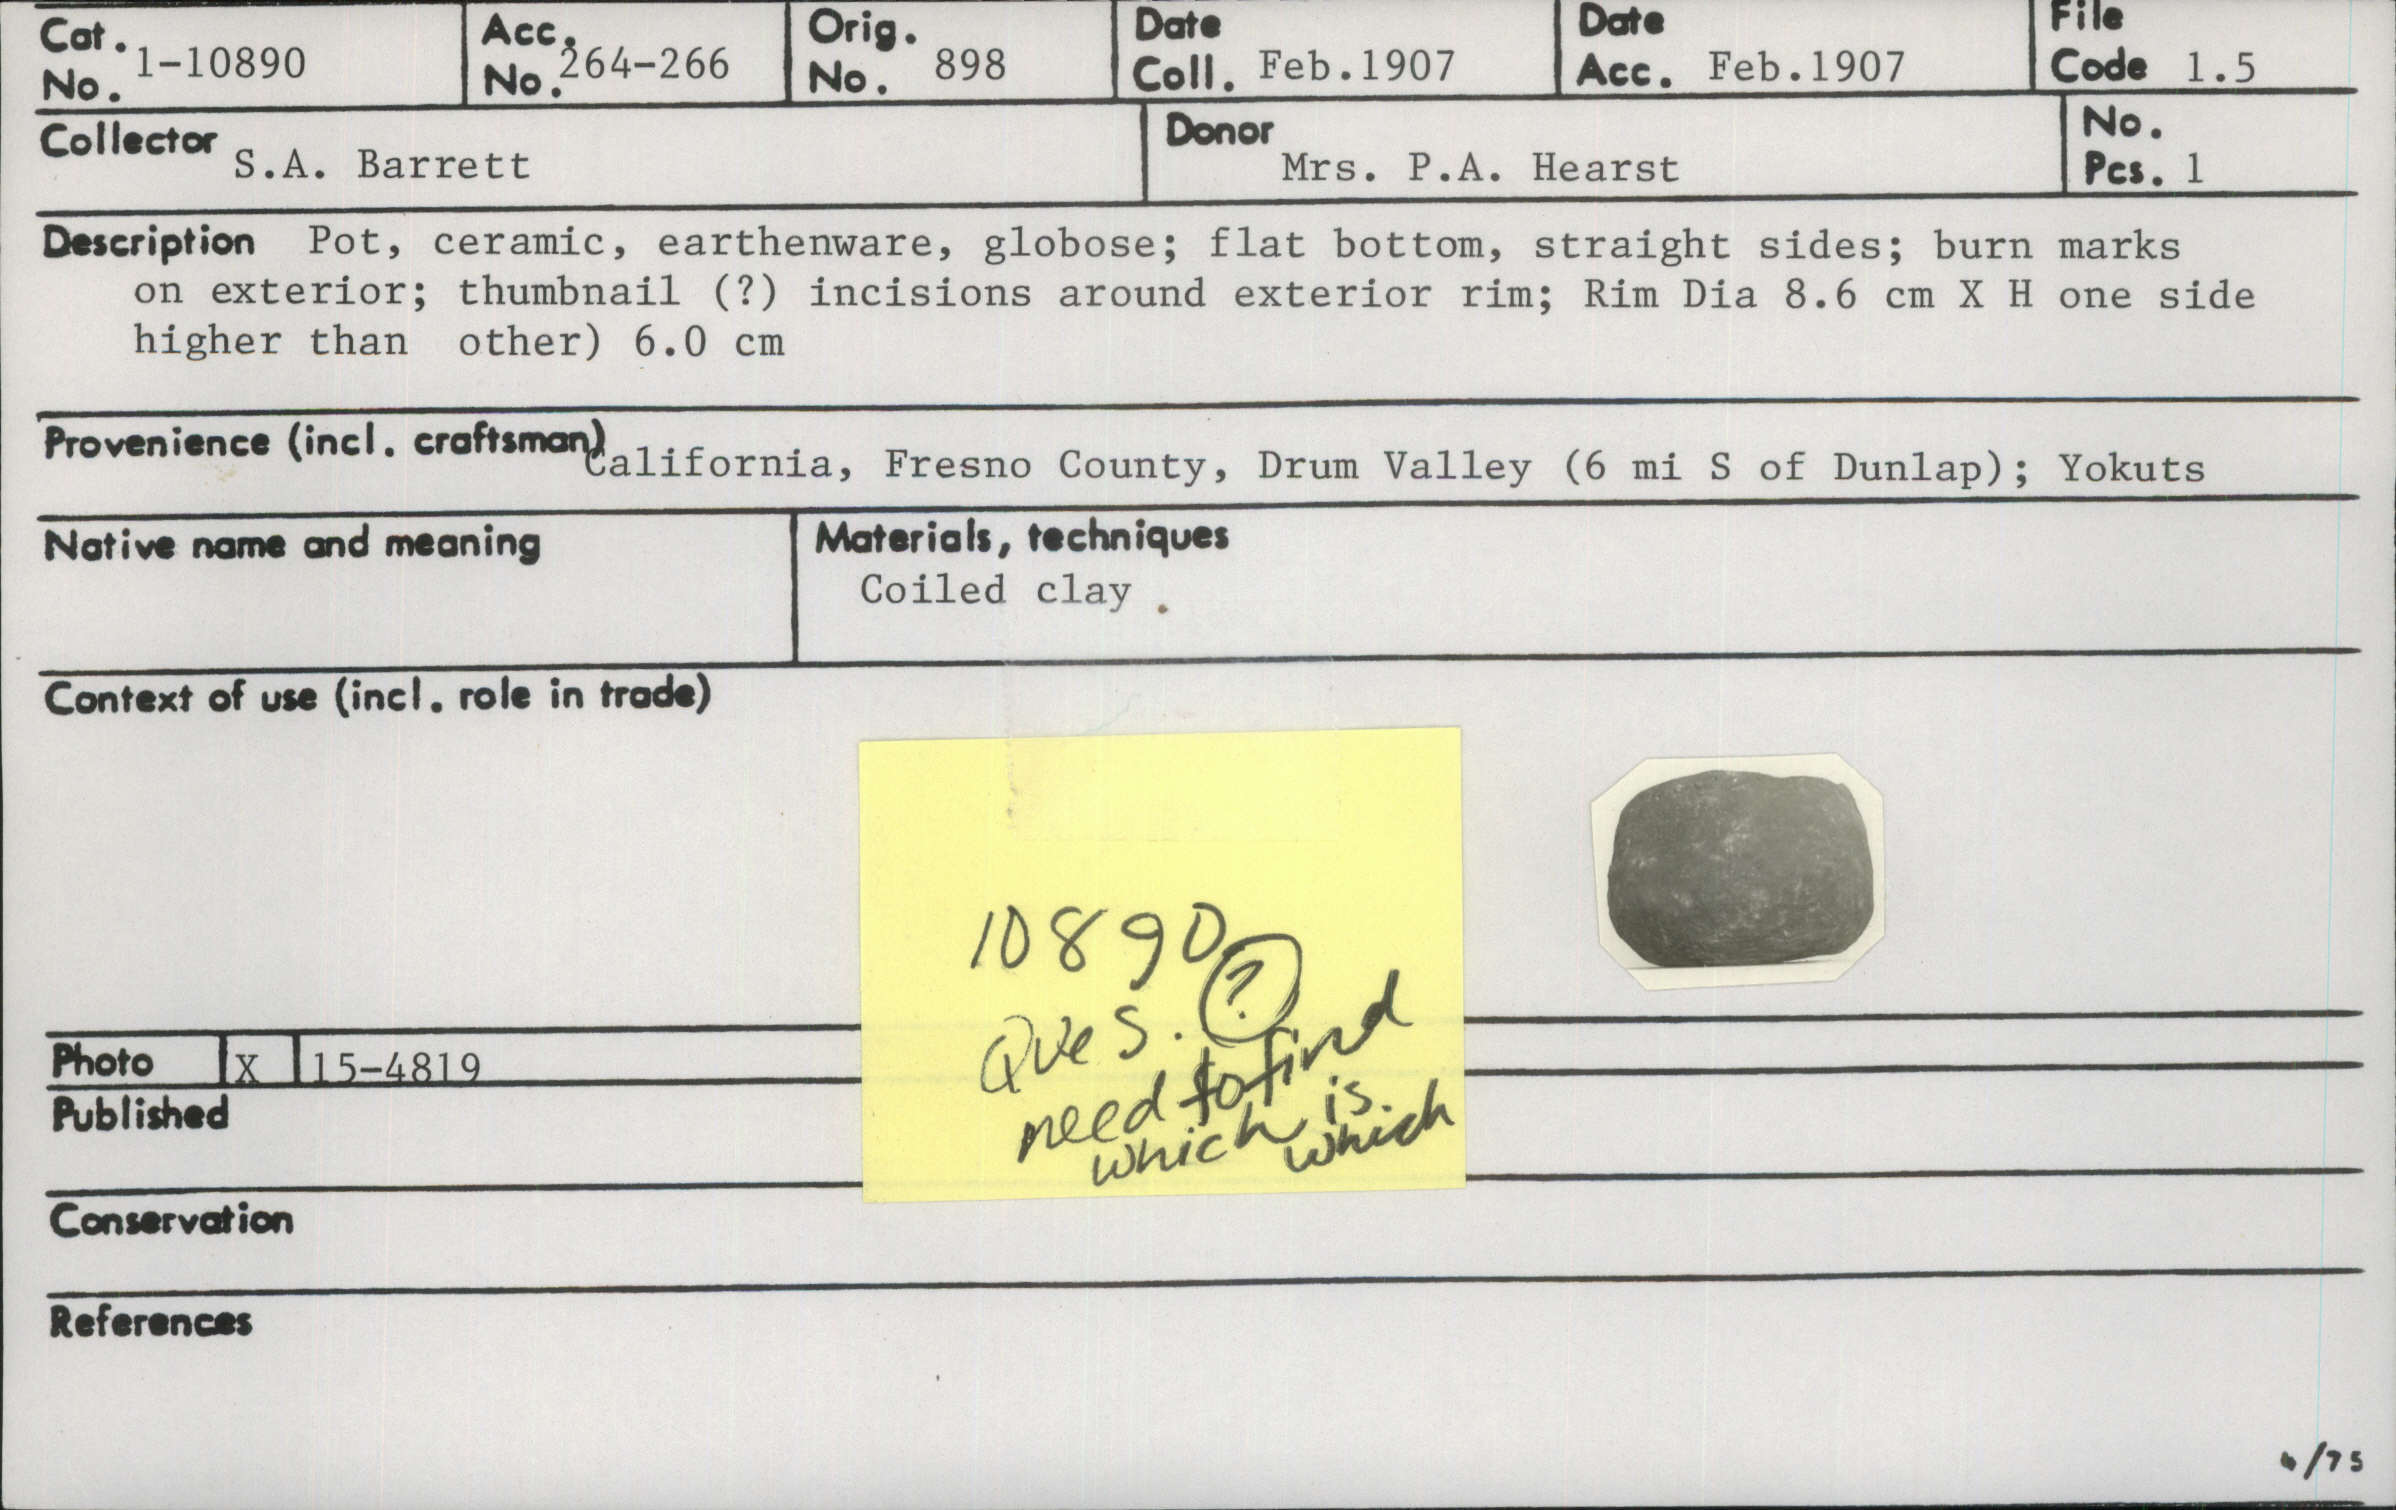 Cat. No. 1-10890
Acc. No. 264-266
Orig. No. 898
Date Coll. Feb.1907
Date Acc. Feb.1907
File Code 1.5
Collector S.A. Barrett
Donor Mrs. P.A. Hearst
No. Pcs. 1
Description Pot, ceramic, earthenware, globose; flat bottom, straight sides; burn marks
on exterior; thumbnail (?) incisions around exterior rim; Rim Dia 8.6 cm X H one side
higher than other) 6.0 cm
Provenience (incl. craftsman) California, Fresno County, Drum Valley (6 mi S of Dunlap); Yokuts
Native name and meaning
Materials, techniques
Coiled clay
Context of use (incl. role in trade)
10890
Ques. ?
need to find
which is
which
Photo X 15-4819
Published
Conservation
References
/75